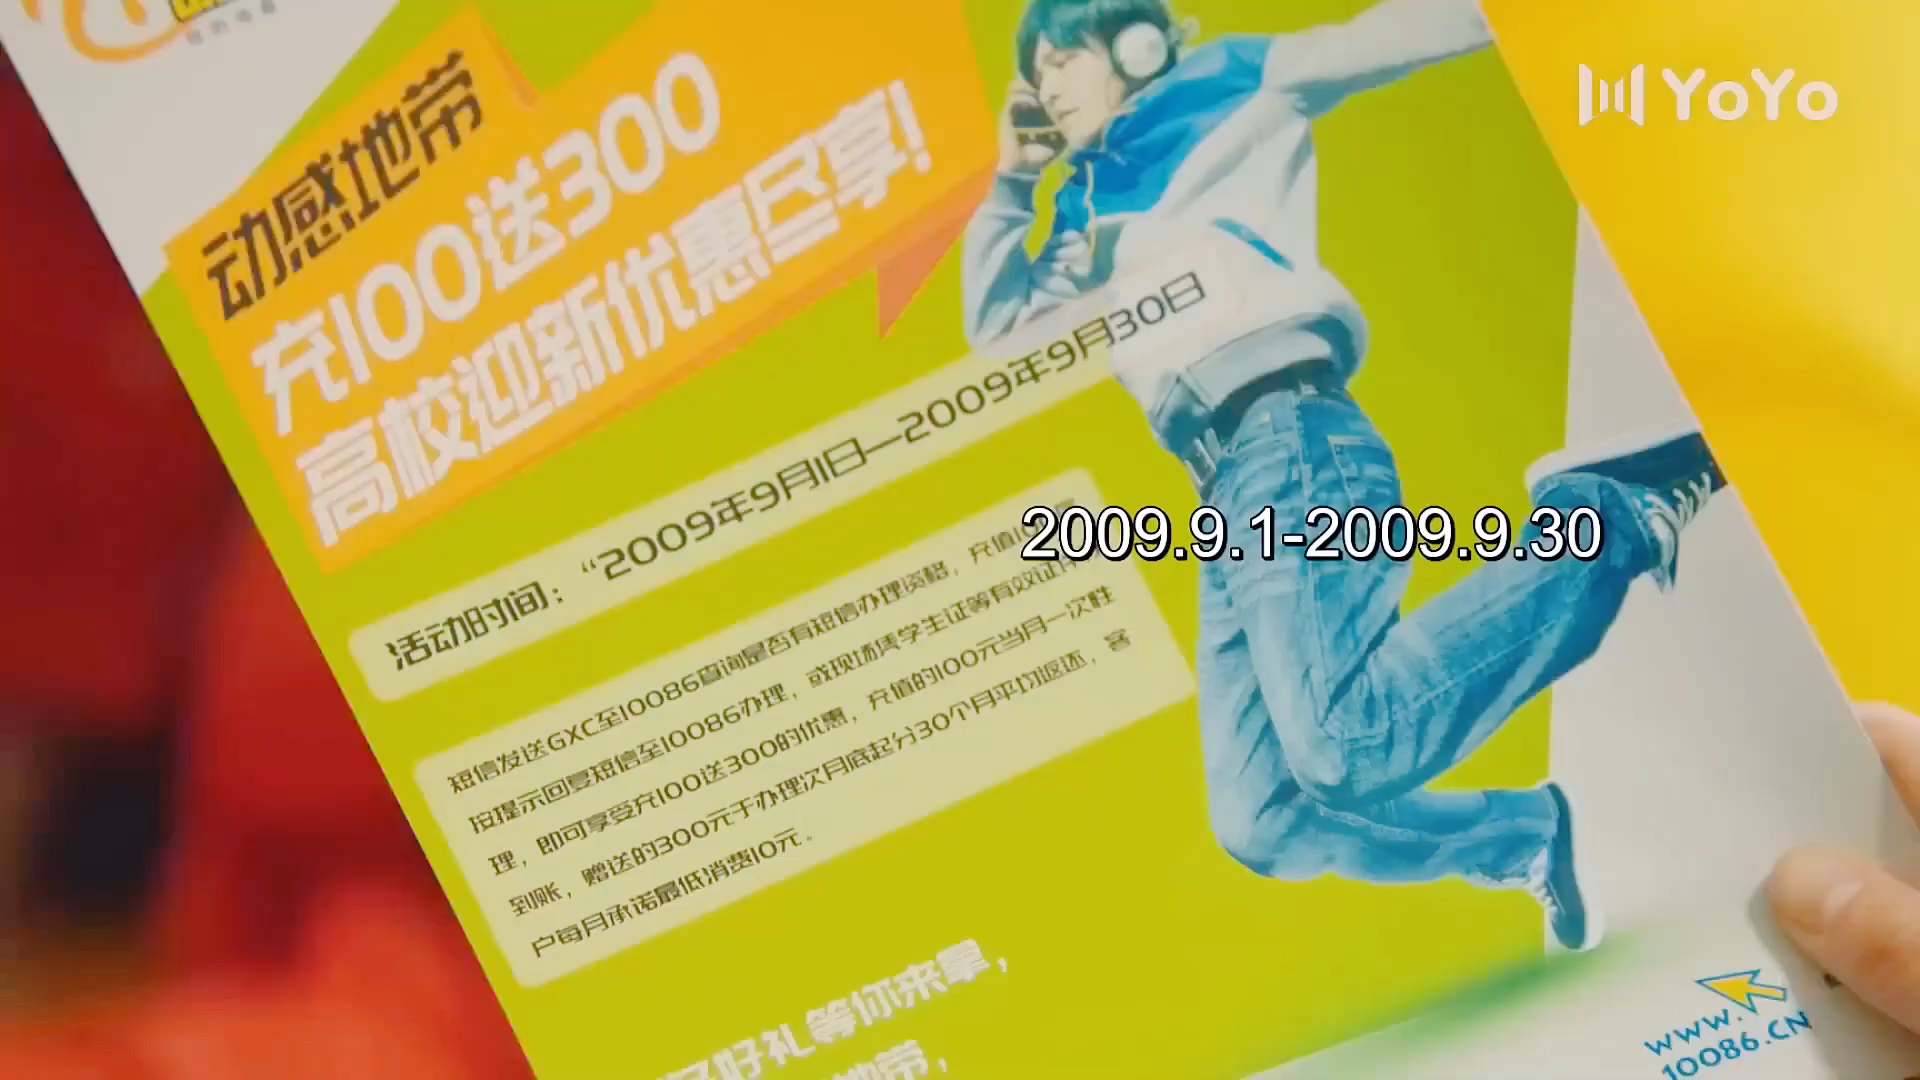 YoYo
动感地带
充100送300
高校迎新优惠尽享!
活动时间：“2009年9月1日—2009年9月30日
2009.9.1-2009.9.30
短信发送GXC至10086查询是否有短信办理资格，充值10
按提示回复短信至10086办理，或现场凭学生证等有效证
理，即可享受充100送300的优惠，充值的100元当月一次性
到账，赠送的300元于办理次月底起分30个月平均返还，客
户每月承诺最低消费10元。
好礼等你来拿，
地带，
www.
10086.CN